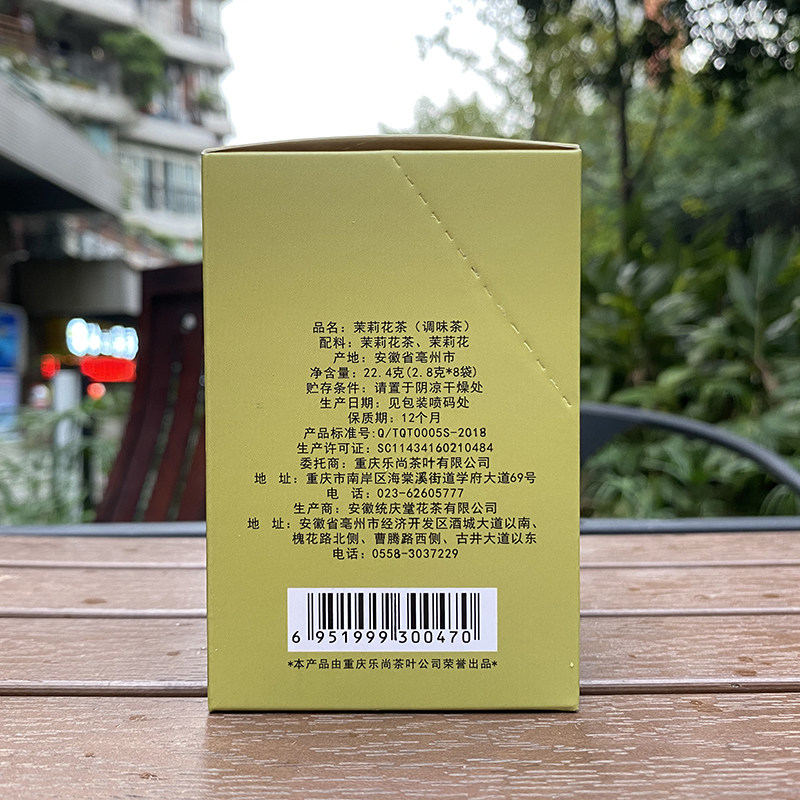 品名：茉莉花茶（调味茶）
配料：茉莉花茶、茉莉花
产地：安徽省亳州市
净含量：22.4克(2.8克*8袋)
贮存条件：请置于阴凉干燥处
生产日期：见包装喷码处
保质期：12个月
产品标准号:Q/TQT0005S-2018
生产许可证：SC11434160210484
委托商：重庆乐尚茶叶有限公司
地 址：重庆市南岸区海棠溪街道学府大道69号
电 话：023-62605777
生产商：安徽统庆堂花茶有限公司
地 址：安徽省亳州市经济开发区酒城大道以南、
槐花路北侧、曹腾路西侧、古井大道以东
电话：0558-3037229
6 951999 300470
*本产品由重庆乐尚茶叶公司荣誉出品*